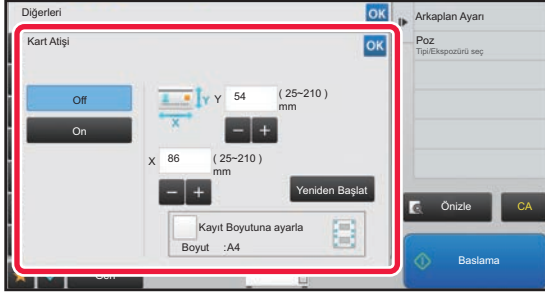 Diğerleri
OK
Kart Atişi
OK
Off
On
X
Y
Y
54
( 25~210 )
mm
X
86
( 25~210 )
mm
Yeniden Başlat
Kayıt Boyutuna ayarla
Boyut :A4
Arkaplan Ayarı
Poz
Tipi/Ekspozürü seç
Önizle
CA
Baslama